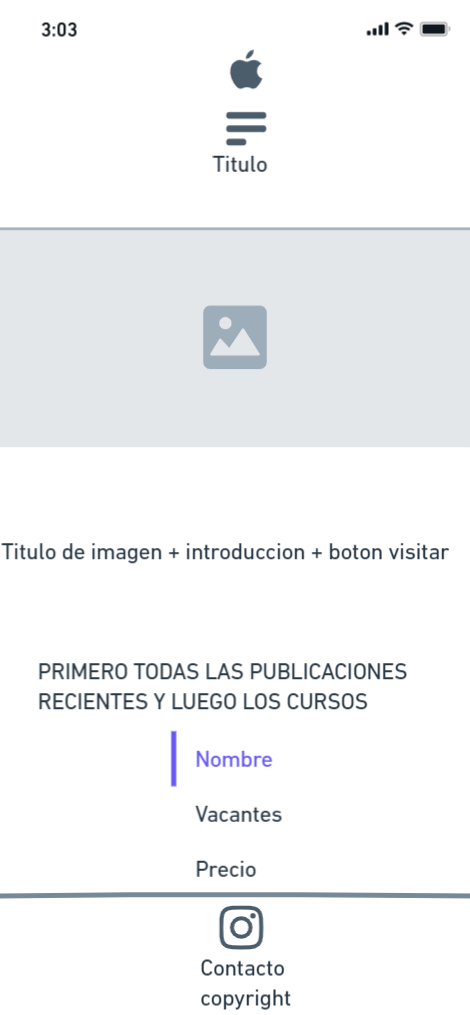 3:03
Titulo
Titulo de imagen + introduccion + boton visitar
PRIMERO TODAS LAS PUBLICACIONES
RECIENTES Y LUEGO LOS CURSOS
Nombre
Vacantes
Precio
Contacto
copyright